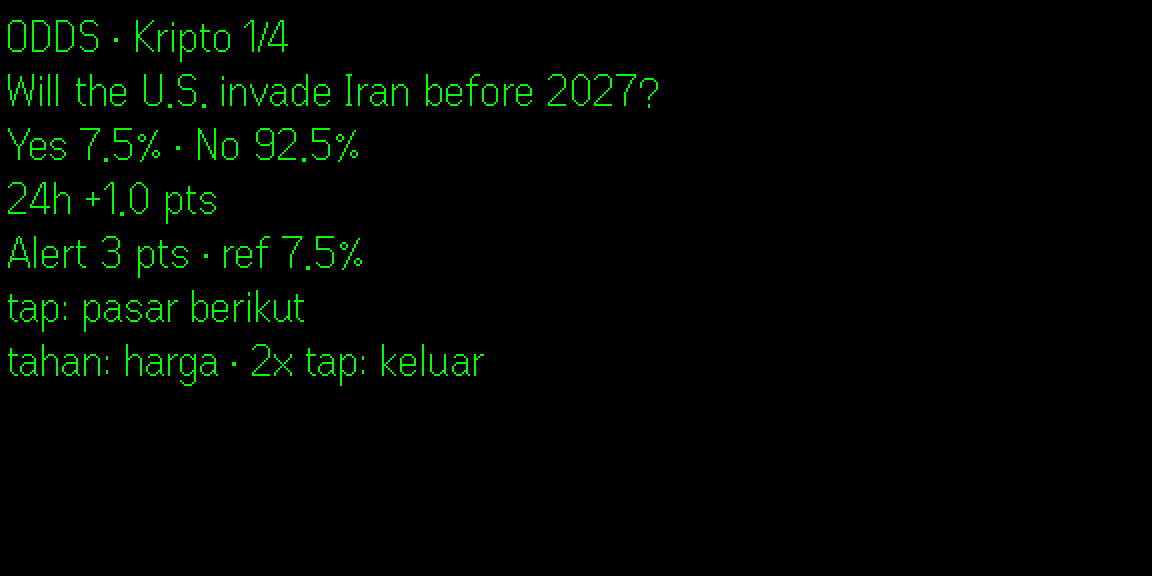 ODDS · Kripto 1/4
Will the U.S. invade Iran before 2027?
Yes 7.5% · No 92.5%
24h +1.0 pts
Alert 3 pts · ref 7.5%
tap: pasar berikut
tahan: harga · 2x tap: keluar